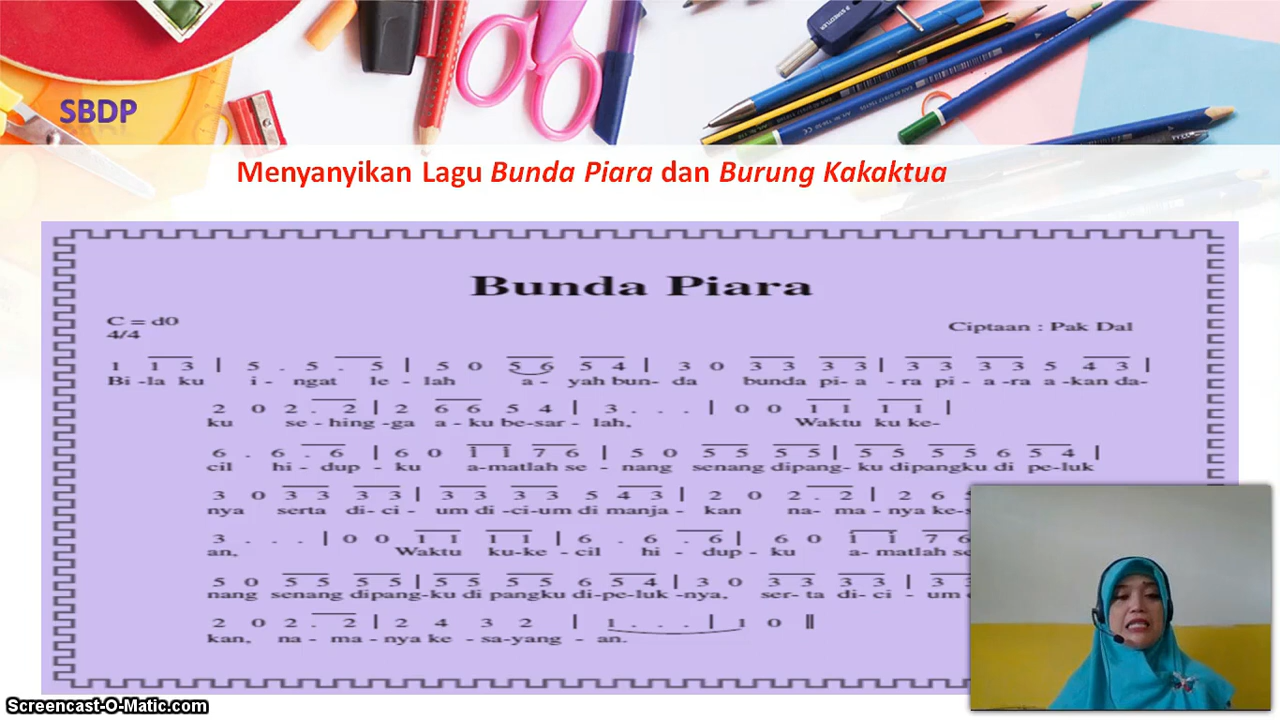 SBDP
Menyanyikan Lagu Bunda Piara dan Burung Kakaktua
Bunda Piara
C = d0
4/4
Ciptaan : Pak Dal
1 1 3 | 5 . 5 . 5 | 5 0 5 6 5 4 | 3 0 3 3 3 3 | 3 3 3 3 5 4 3 |
Bi -la ku i - ngat le - lah a - yah bun- da bunda pi- a - ra pi - a -ra a -kan da-
2 0 2 . 2 | 2 6 6 5 4 | 3 . . . | 0 0 1 1 1 1 |
ku se - hing -ga a - ku be-sar - lah, Waktu ku ke-
6 . 6 . 6 | 6 0 1 1 7 6 | 5 0 5 5 5 5 | 5 5 5 5 6 5 4 |
cil hi - dup - ku a-matlah se - nang senang dipang- ku dipangku di pe-luk
3 0 3 3 3 3 | 3 3 3 3 5 4 3 | 2 0 2 . 2 | 2 6
nya serta di- ci - um di -ci-um di manja - kan na- ma - nya ke-
3 . . . | 0 0 1 1 1 1 | 6 . 6 . 6 | 6 0 1 1 7 6
an, Waktu ku-ke - cil hi - dup - ku a- matlah
5 0 5 5 5 5 | 5 5 5 5 6 5 4 | 3 0 3 3 3 3 | 3
nang senang dipang-ku di pangku di-pe-luk -nya, ser- ta di- ci - um
2 0 2 . 2 | 2 4 3 2 | 1 . . . | 1 0 ||
kan, na - ma - nya ke - sa-yang - an.
Screencast-O-Matic.com